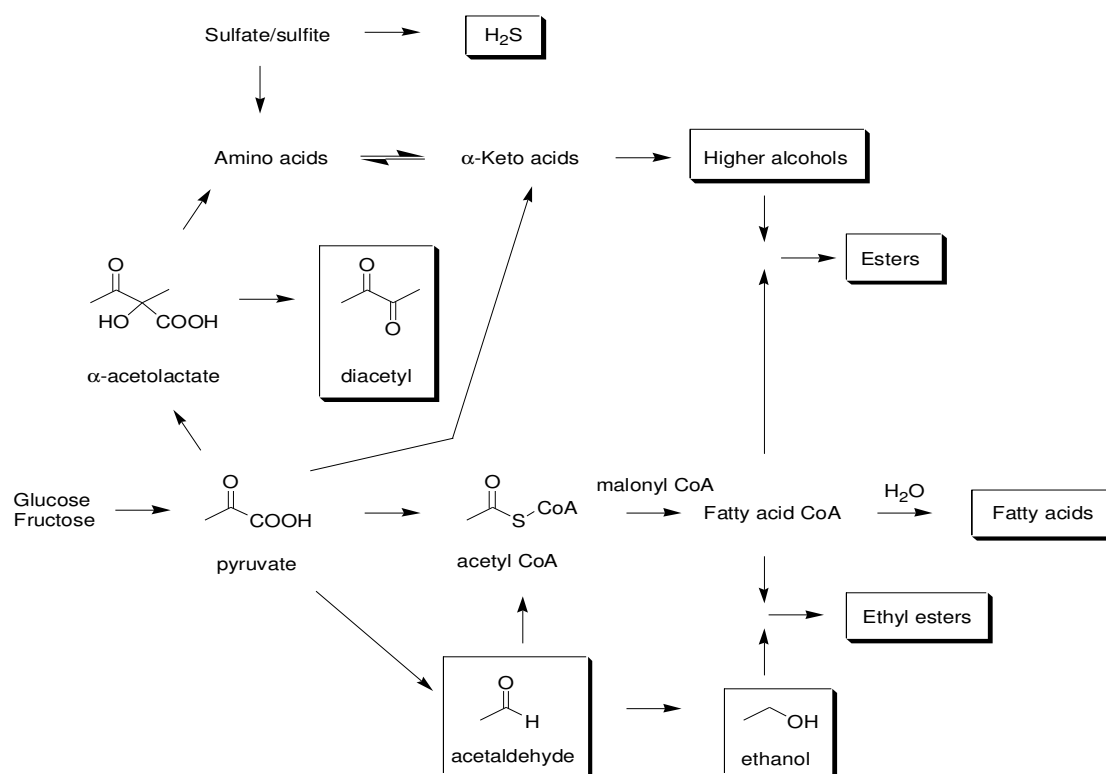 Sulfate/sulfite
H₂S
Amino acids
α-Keto acids
Higher alcohols
Esters
O
HO
COOH
α-acetolactate
O
O
diacetyl
Glucose
Fructose
O
COOH
pyruvate
O
S
CoA
acetyl CoA
malonyl CoA
Fatty acid CoA
H₂O
Fatty acids
Ethyl esters
O
H
acetaldehyde
OH
ethanol